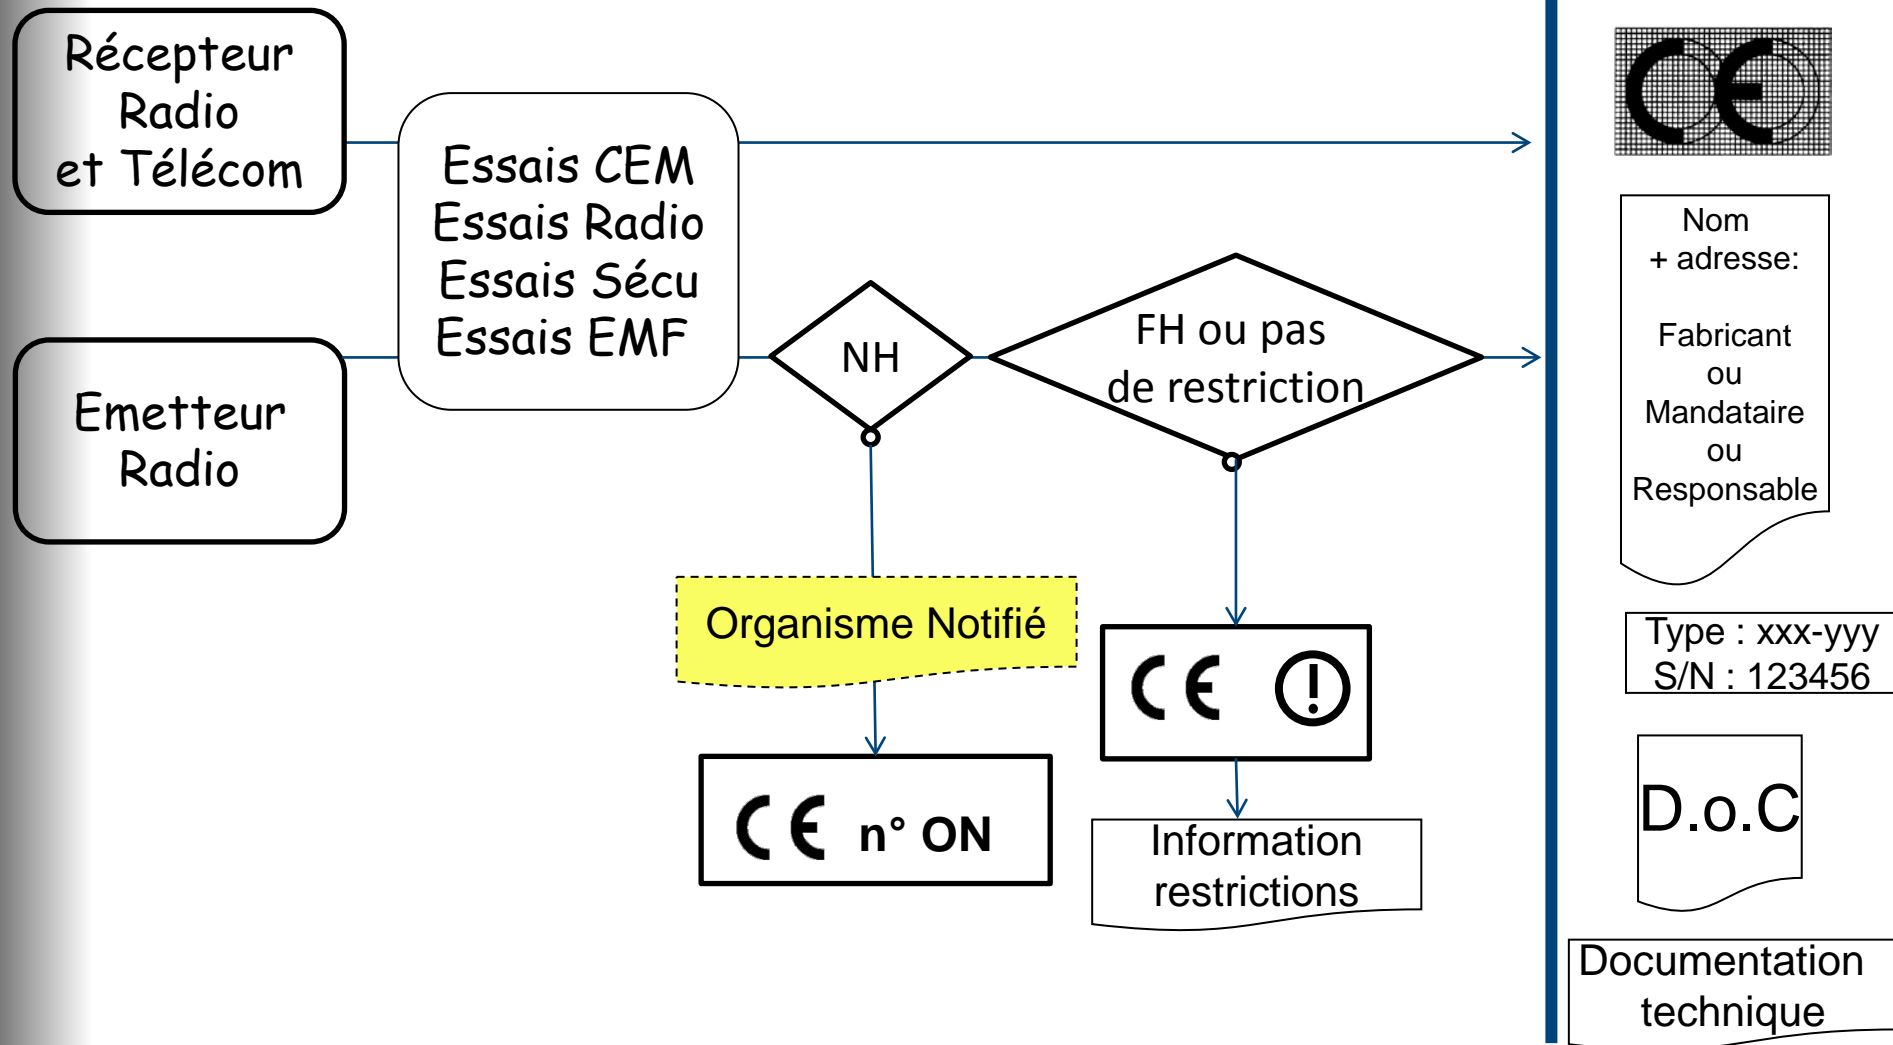 Récepteur
Radio
et Télécom
Essais CEM
Essais Radio
Essais Sécu
Essais EMF
Emetteur
Radio
NH
FH ou pas
de restriction
Organisme Notifié
CE n° ON
CE !
Information
restrictions
CE
Nom
+ adresse:
Fabricant
ou
Mandataire
ou
Responsable
Type : xxx-yyy
S/N : 123456
D.o.C
Documentation
technique